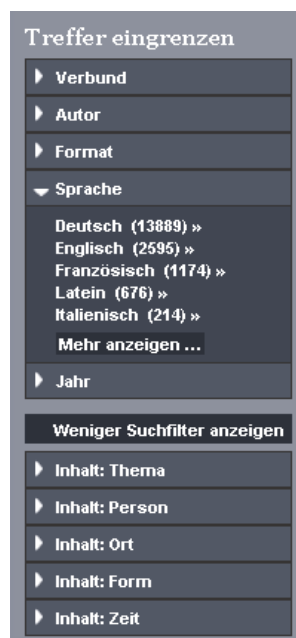 Treffer eingrenzen
Verbund
Autor
Format
Sprache
Deutsch (13889) »
Englisch (2595) »
Französisch (1174) »
Latein (676) »
Italienisch (214) »
Mehr anzeigen ...
Jahr
Weniger Suchfilter anzeigen
Inhalt: Thema
Inhalt: Person
Inhalt: Ort
Inhalt: Form
Inhalt: Zeit